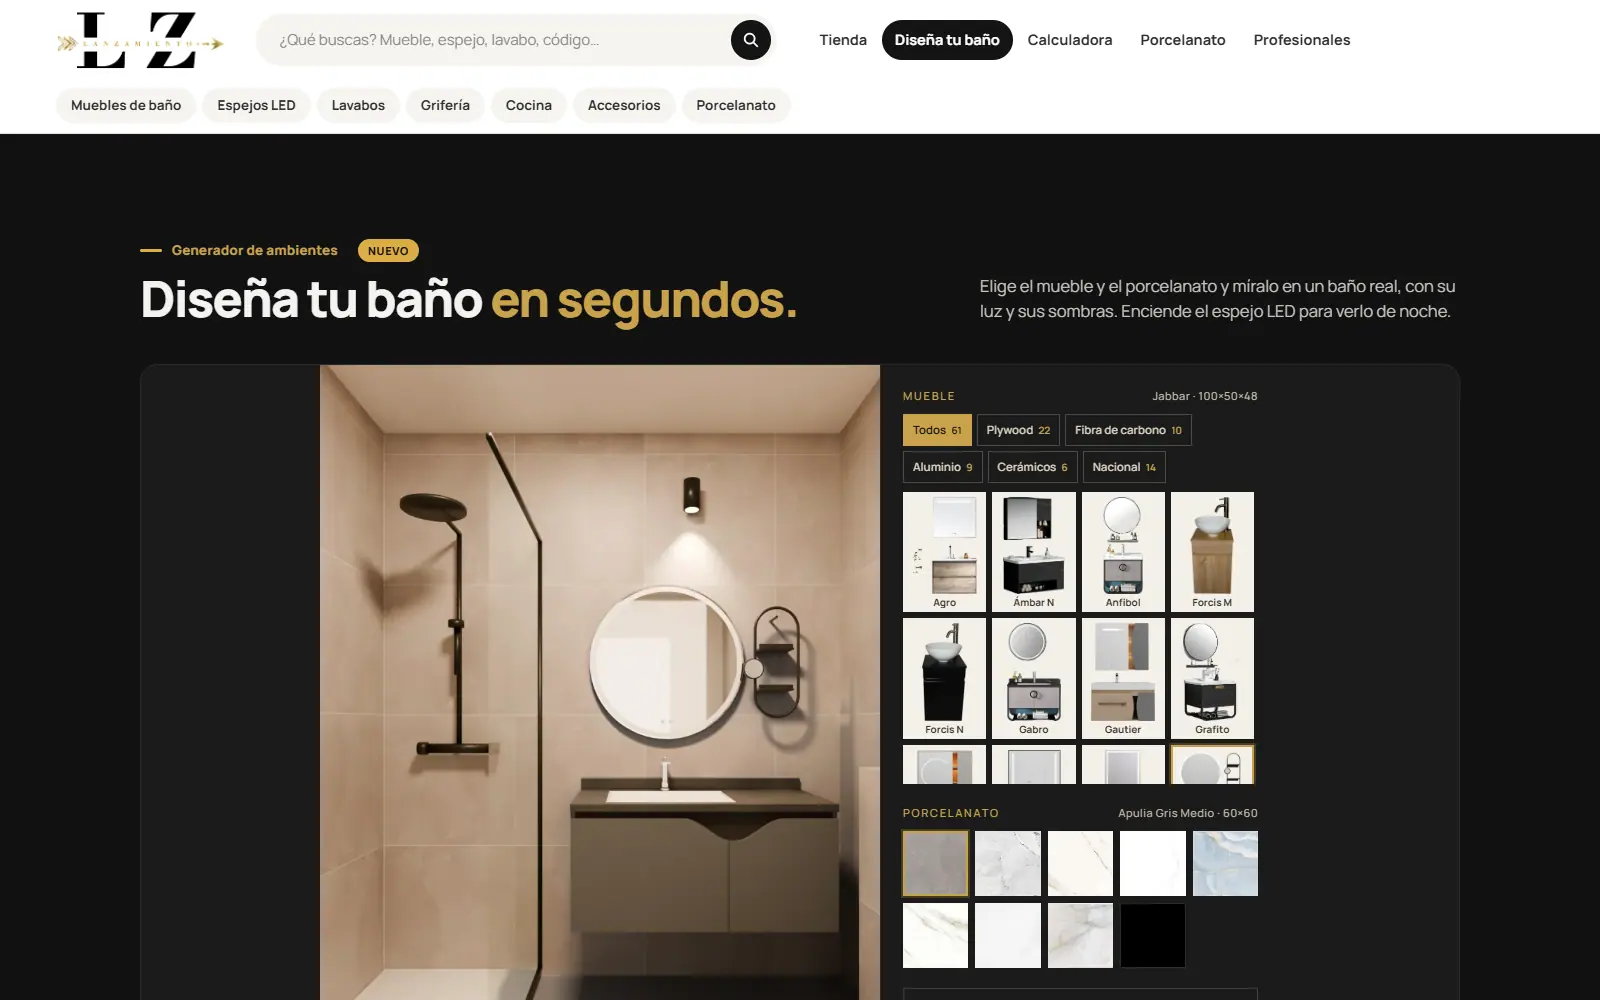 LZ
LANZAMIENTO
¿Qué buscas? Mueble, espejo, lavabo, código...
Tienda
Diseña tu baño
Calculadora
Porcelanato
Profesionales
Muebles de baño
Espejos LED
Lavabos
Grifería
Cocina
Accesorios
Porcelanato
Generador de ambientes
NUEVO
Diseña tu baño en segundos.
Elige el mueble y el porcelanato y míralo en un baño real, con su
luz y sus sombras. Enciende el espejo LED para verlo de noche.
MUEBLE
Jabbar · 100×50×48
Todos 61
Plywood 22
Fibra de carbono 10
Aluminio 9
Cerámicos 6
Nacional 14
Agro
Ámbar N
Anfibol
Forcis M
Forcis N
Gabro
Gautier
Grafito
PORCELANATO
Apulia Gris Medio · 60×60